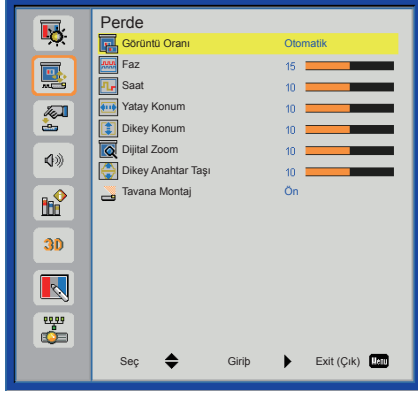 Perde
Görüntü Oranı Otomatik
Faz 15
Saat 10
Yatay Konum 10
Dikey Konum 10
Dijital Zoom 10
Dikey Anahtar Taşı 10
Tavana Montaj Ön
3D
Seç Giriþ Exit (Çık) Menu